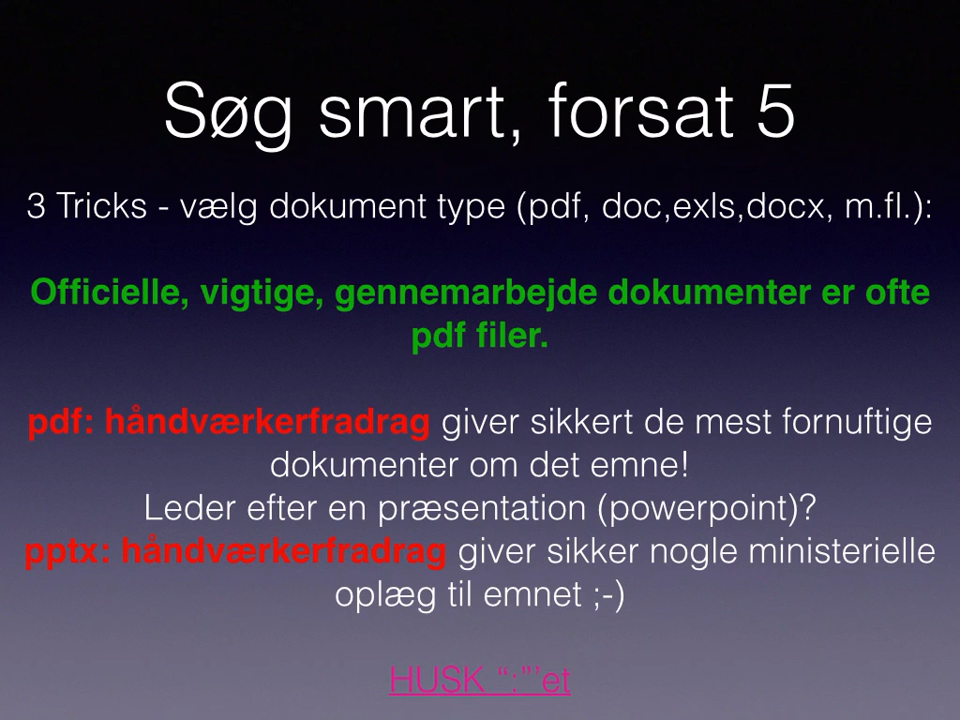 Søg smart, forsat 5
3 Tricks - vælg dokument type (pdf, doc,exls,docx, m.fl.):
Officielle, vigtige, gennemarbejde dokumenter er ofte
pdf filer.
pdf: håndværkerfradrag giver sikkert de mest fornuftige
dokumenter om det emne!
Leder efter en præsentation (powerpoint)?
pptx: håndværkerfradrag giver sikker nogle ministerielle
oplæg til emnet ;-)
HUSK “:”’et